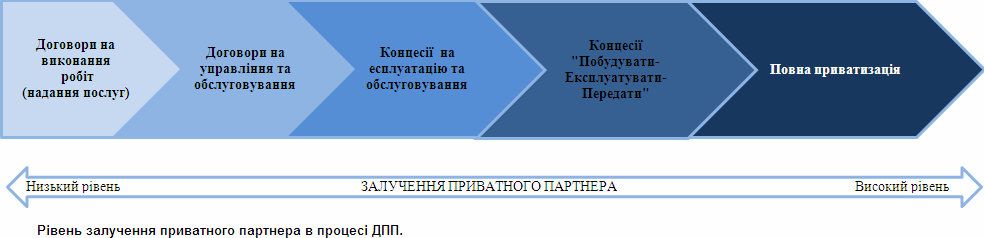 Договори на
виконання
робіт
(надання послуг)
Договори на
управління та
обслуговування
Концесії на
есплуатацію та
обслуговування
Концесії
"Побудувати-
Експлуатувати-
Передати"
Повна приватизація
Низький рівень
ЗАЛУЧЕННЯ ПРИВАТНОГО ПАРТНЕРА
Високий рівень
Рівень залучення приватного партнера в процесі ДПП.